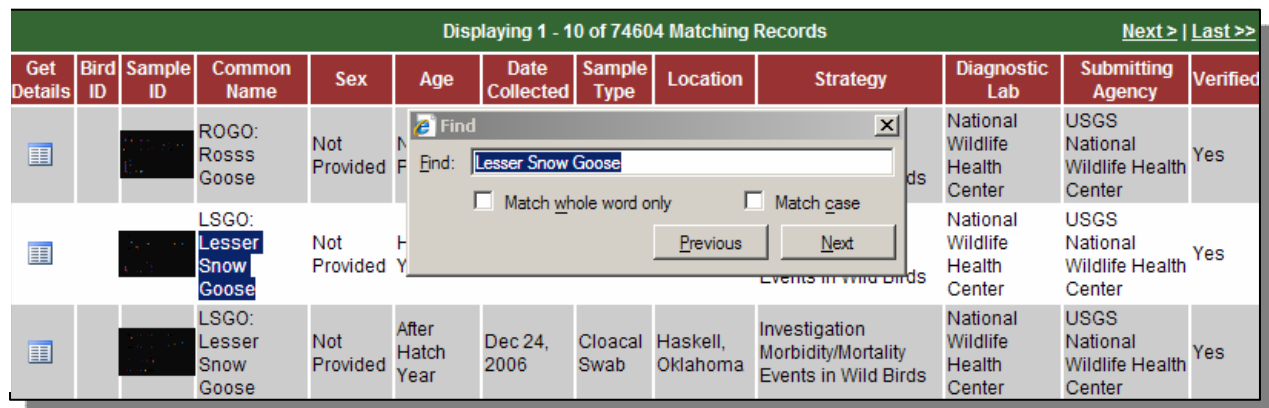 Displaying 1 - 10 of 74604 Matching Records
Next > | Last >>
Get Details
Bird ID
Sample ID
Common Name
Sex
Age
Date Collected
Sample Type
Location
Strategy
Diagnostic Lab
Submitting Agency
Verified
ROGO:
Rosss
Goose
Not
Provided
National
Wildlife
Health
Center
USGS
National
Wildlife Health
Center
Yes
Find
Find: Lesser Snow Goose
Match whole word only
Match case
Previous
Next
LSGO:
Lesser
Snow
Goose
Not
Provided
Events in Wild Birds
National
Wildlife
Health
Center
USGS
National
Wildlife Health
Center
Yes
LSGO:
Lesser
Snow
Goose
Not
Provided
After
Hatch
Year
Dec 24,
2006
Cloacal
Swab
Haskell,
Oklahoma
Investigation
Morbidity/Mortality
Events in Wild Birds
National
Wildlife
Health
Center
USGS
National
Wildlife Health
Center
Yes